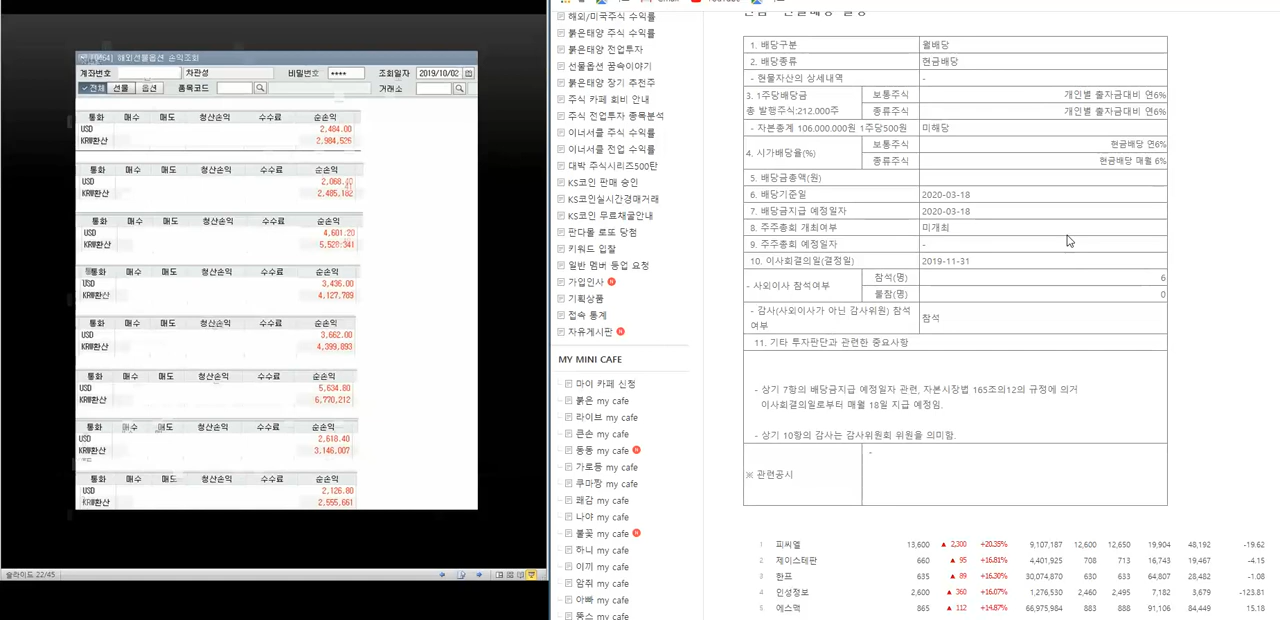 해외선물옵션 손익조회
계좌번호 차관성 비밀번호 **** 조회일자 2019/10/02
전체 선물 옵션 품목코드 거래소
통화 매수 매도 청산손익 수수료 순손익
USD 2,484.00
KRW환산 2,984,526
통화 매수 매도 청산손익 수수료 순손익
USD 2,068.40
KRW환산 2,485,182
통화 매수 매도 청산손익 수수료 순손익
USD 4,601.20
KRW환산 5,528,341
통화 매수 매도 청산손익 수수료 순손익
USD 3,436.00
KRW환산 4,127,789
통화 매수 매도 청산손익 수수료 순손익
USD 3,662.00
KRW환산 4,399,893
통화 매수 매도 청산손익 수수료 순손익
USD 5,634.80
KRW환산 6,770,212
통화 매수 매도 청산손익 수수료 순손익
USD 2,618.40
KRW환산 3,146,007
통화 매수 매도 청산손익 수수료 순손익
USD 2,126.80
KRW환산 2,555,661
슬라이드 22/45
해외/미국주식 수익률
붉은태양 주식 수익률
붉은태양 전업투자
선물옵션 꿈속이야기
붉은태양 장기 추천주
주식 카페 회비 안내
주식 전업투자 종목분석
이너서클 주식 수익률
이너서클 전업 수익률
대박 주식시리즈500탄
KS코인 판매 승인
KS코인실시간경매거래
KS코인 무료채굴안내
판다몰 로또 당첨
키워드 입찰
일반 멤버 등업 요청
가입인사 N
기획상품
접속 통계
자유게시판 N
MY MINI CAFE
마이 카페 신청
붉은 my cafe
라이브 my cafe
큰손 my cafe
동동 my cafe N
가로등 my cafe
쿠마짱 my cafe
쾌감 my cafe
나야 my cafe
불꽃 my cafe N
하니 my cafe
이끼 my cafe
암취 my cafe
아빠 my cafe
뚱스 my cafe
1. 배당구분 월배당
2. 배당종류 현금배당
- 현물자산의 상세내역 -
3. 1주당배당금 보통주식 개인별 출자금대비 연6%
총 발행주식:212.000주 종류주식 개인별 출자금대비 연6%
- 자본총계 106.000.000원 1주당500원 미해당
4. 시가배당율(%) 보통주식 현금배당 연6%
종류주식 현금배당 매월 6%
5. 배당금총액(원)
6. 배당기준일 2020-03-18
7. 배당금지급 예정일자 2020-03-18
8. 주주총회 개최여부 미개최
9. 주주총회 예정일자 -
10. 이사회결의일(결정일) 2019-11-31
- 사외이사 참석여부 참석(명) 6
불참(명) 0
- 감사(사외이사가 아닌 감사위원) 참석
여부 참석
11. 기타 투자판단과 관련한 중요사항
- 상기 7항의 배당금지급 예정일자 관련, 자본시장법 165조의12의 규정에 의거
이사회결의일로부터 매월 18일 지급 예정임.
- 상기 10항의 감사는 감사위원회 위원을 의미함.
※ 관련공시 -
1 피씨엘 13,600 ▲ 2,300 +20.35% 9,107,187 12,600 12,650 19,904 48,192 -19.62
2 제이스테판 660 ▲ 95 +16.81% 4,401,925 708 713 16,743 19,467 -4.15
3 한프 635 ▲ 89 +16.30% 30,074,870 630 633 64,807 28,482 -1.08
4 인성정보 2,600 ▲ 360 +16.07% 1,276,530 2,460 2,495 7,182 3,679 -123.81
5 에스맥 865 ▲ 112 +14.87% 66,975,984 883 888 91,106 84,449 15.18